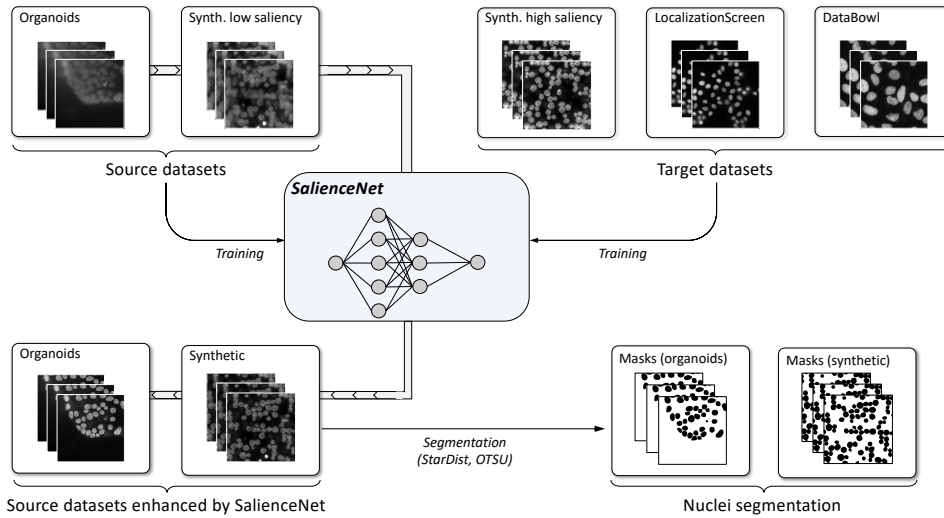 Organoids
Synth. low saliency
Synth. high saliency
LocalizationScreen
DataBowl
Source datasets
Target datasets
SalienceNet
Training
Training
Organoids
Synthetic
Masks (organoids)
Masks (synthetic)
Segmentation
(StarDist, OTSU)
Source datasets enhanced by SalienceNet
Nuclei segmentation